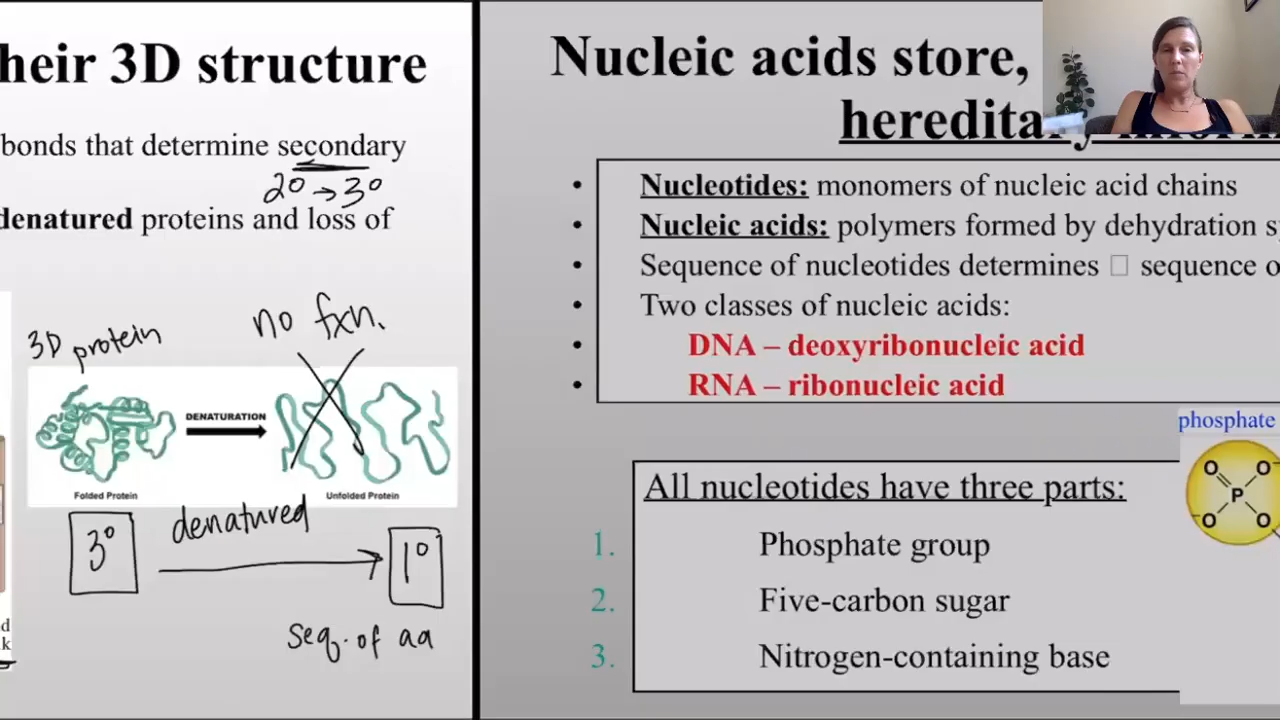 heir 3D structure
bonds that determine secondary
2° → 3°
denatured proteins and loss of
3D protein
no fxn.
DENATURATION
Folded Protein
Unfolded Protein
3°
denatured
1°
seq. of aa
d
k
Nucleic acids store,
heredita
• Nucleotides: monomers of nucleic acid chains
• Nucleic acids: polymers formed by dehydration s
• Sequence of nucleotides determines □ sequence o
• Two classes of nucleic acids:
• DNA – deoxyribonucleic acid
• RNA – ribonucleic acid
phosphate
O O
P
O O
All nucleotides have three parts:
1. Phosphate group
2. Five-carbon sugar
3. Nitrogen-containing base